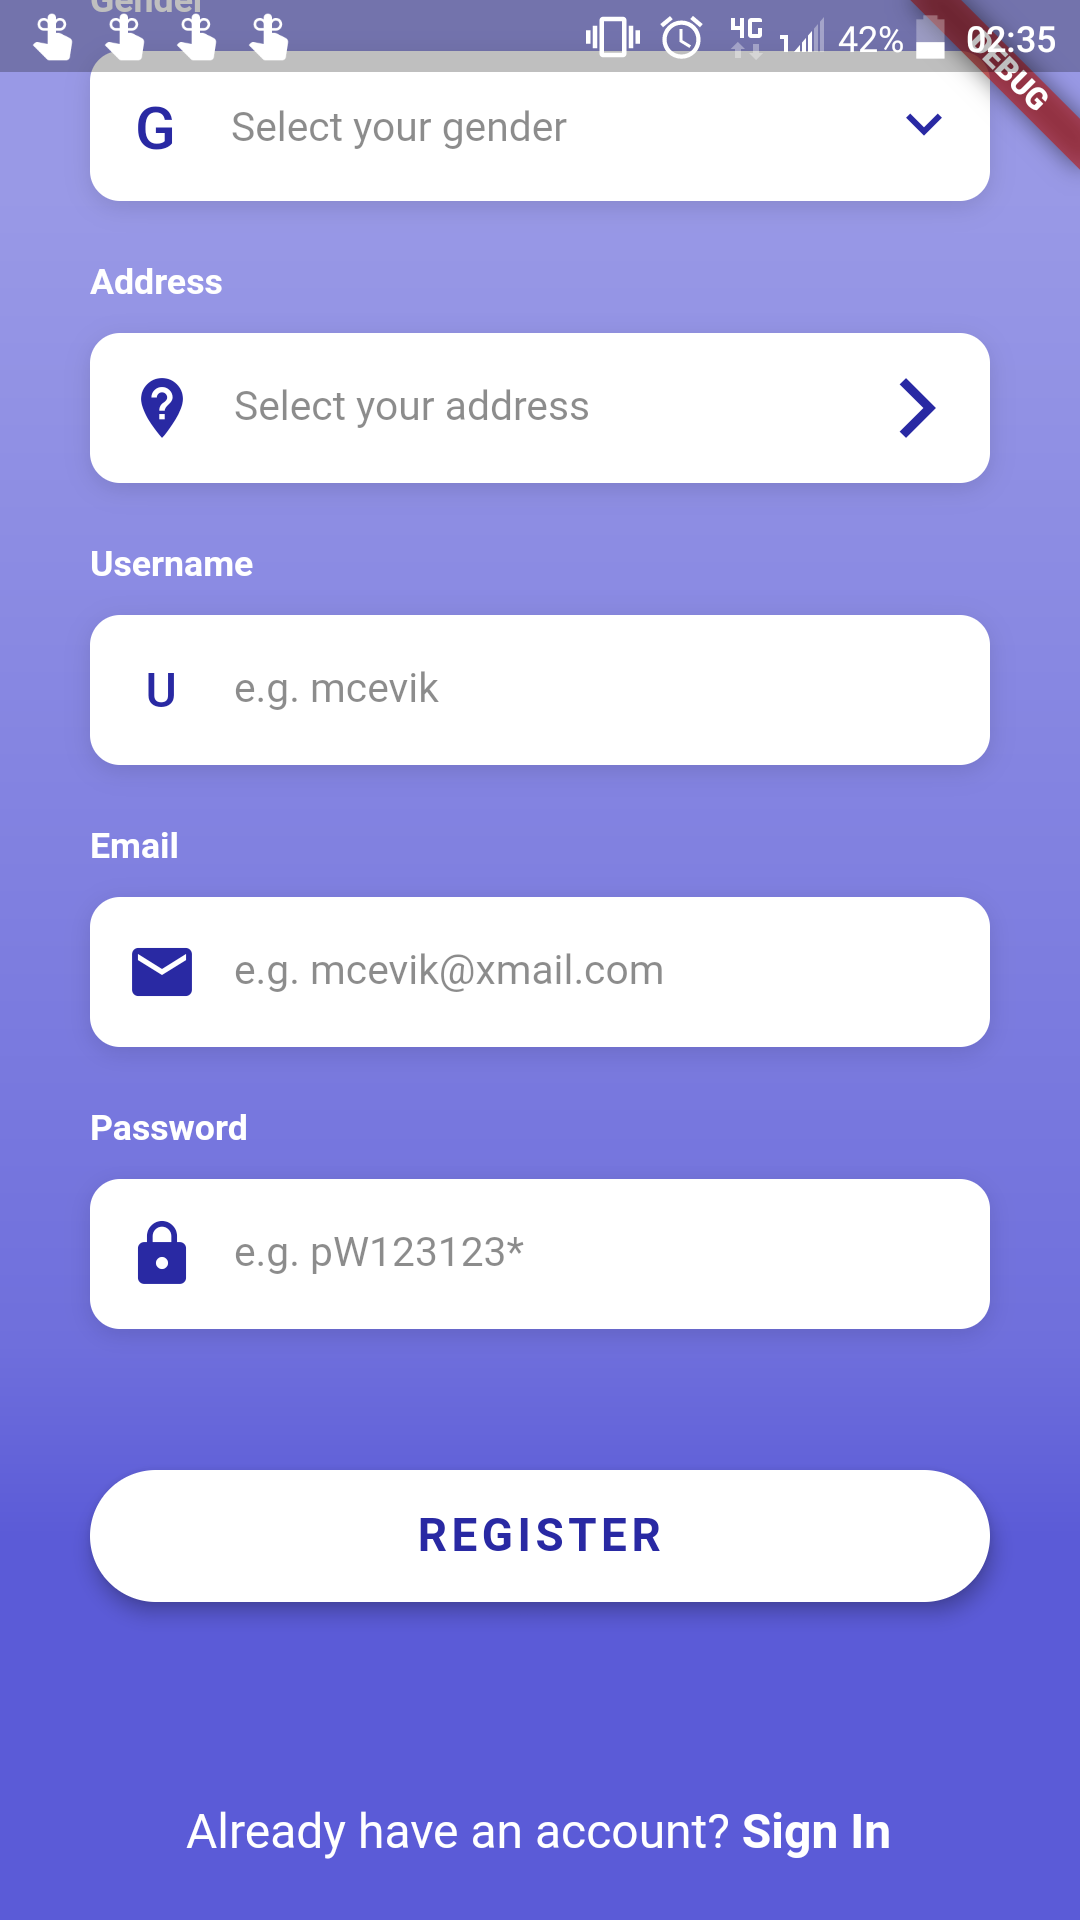 Gender
4G 1 42% 02:35
DEBUG
G Select your gender
Address
Select your address
Username
U e.g. mcevik
Email
e.g. mcevik@xmail.com
Password
e.g. pW123123*
REGISTER
Already have an account? Sign In